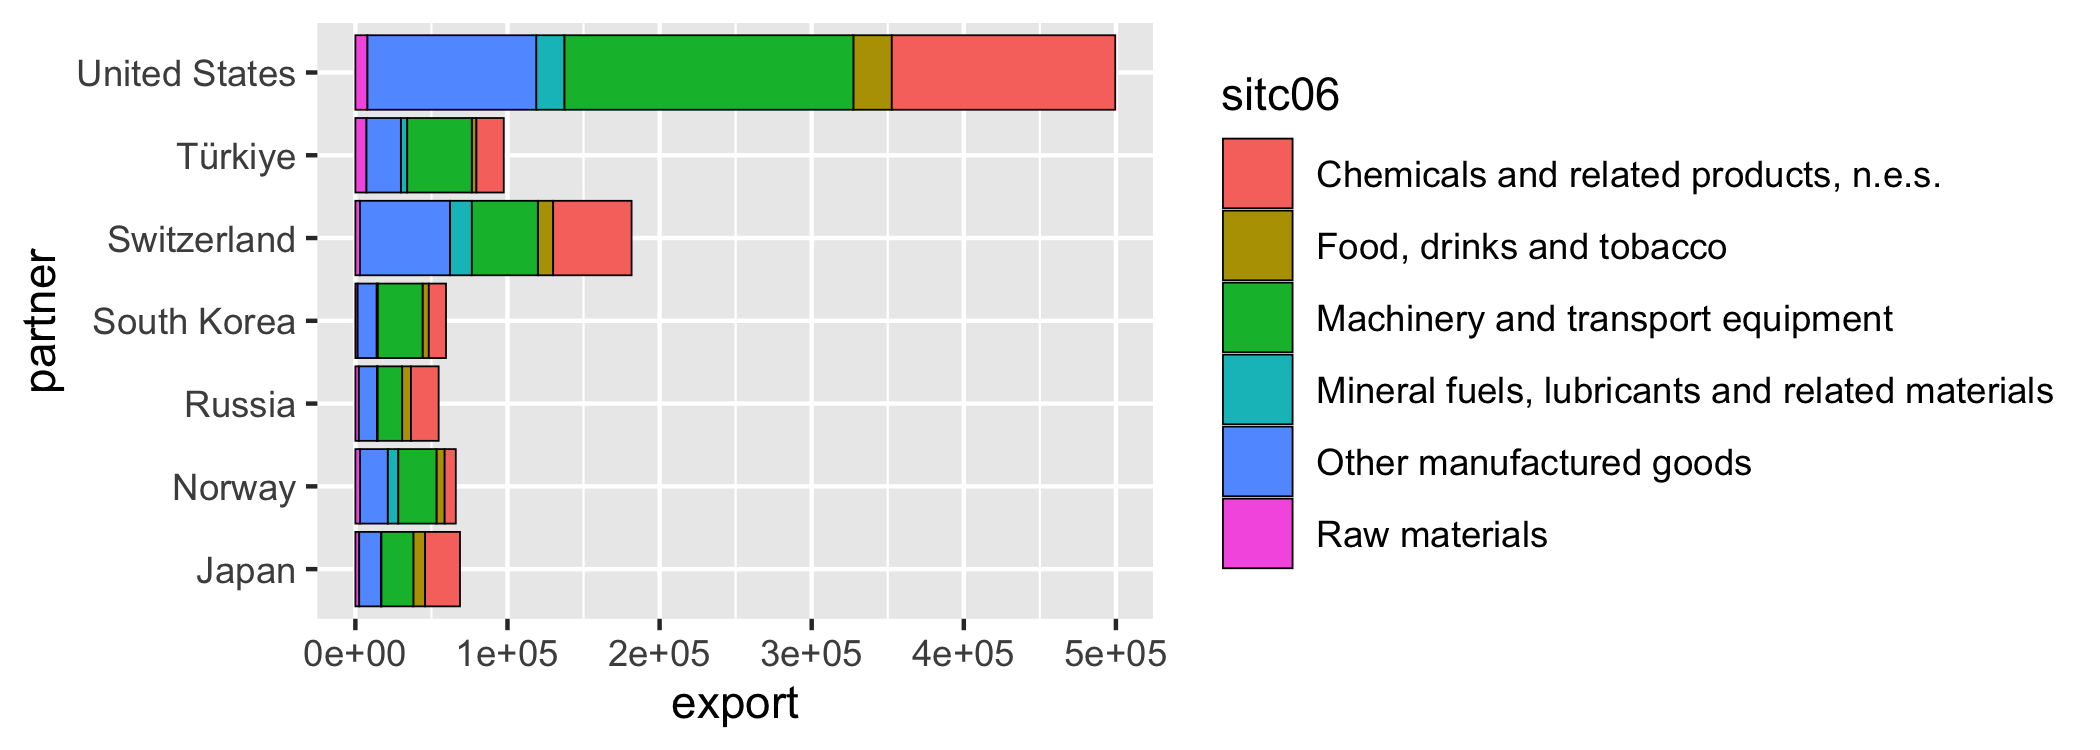 partner
United States
Türkiye
Switzerland
South Korea
Russia
Norway
Japan
0e+00 1e+05 2e+05 3e+05 4e+05 5e+05
export
sitc06
Chemicals and related products, n.e.s.
Food, drinks and tobacco
Machinery and transport equipment
Mineral fuels, lubricants and related materials
Other manufactured goods
Raw materials